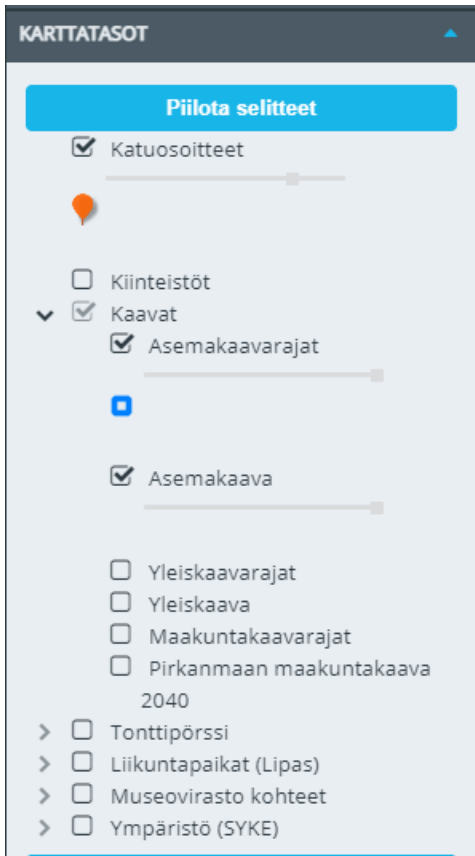 KARTTATASOT
Piilota selitteet
Katuosoitteet
Kiinteistöt
Kaavat
Asemakaavarajat
Asemakaava
Yleiskaavarajat
Yleiskaava
Maakuntakaavarajat
Pirkanmaan maakuntakaava
2040
Tonttipörssi
Liikuntapaikat (Lipas)
Museovirasto kohteet
Ympäristö (SYKE)